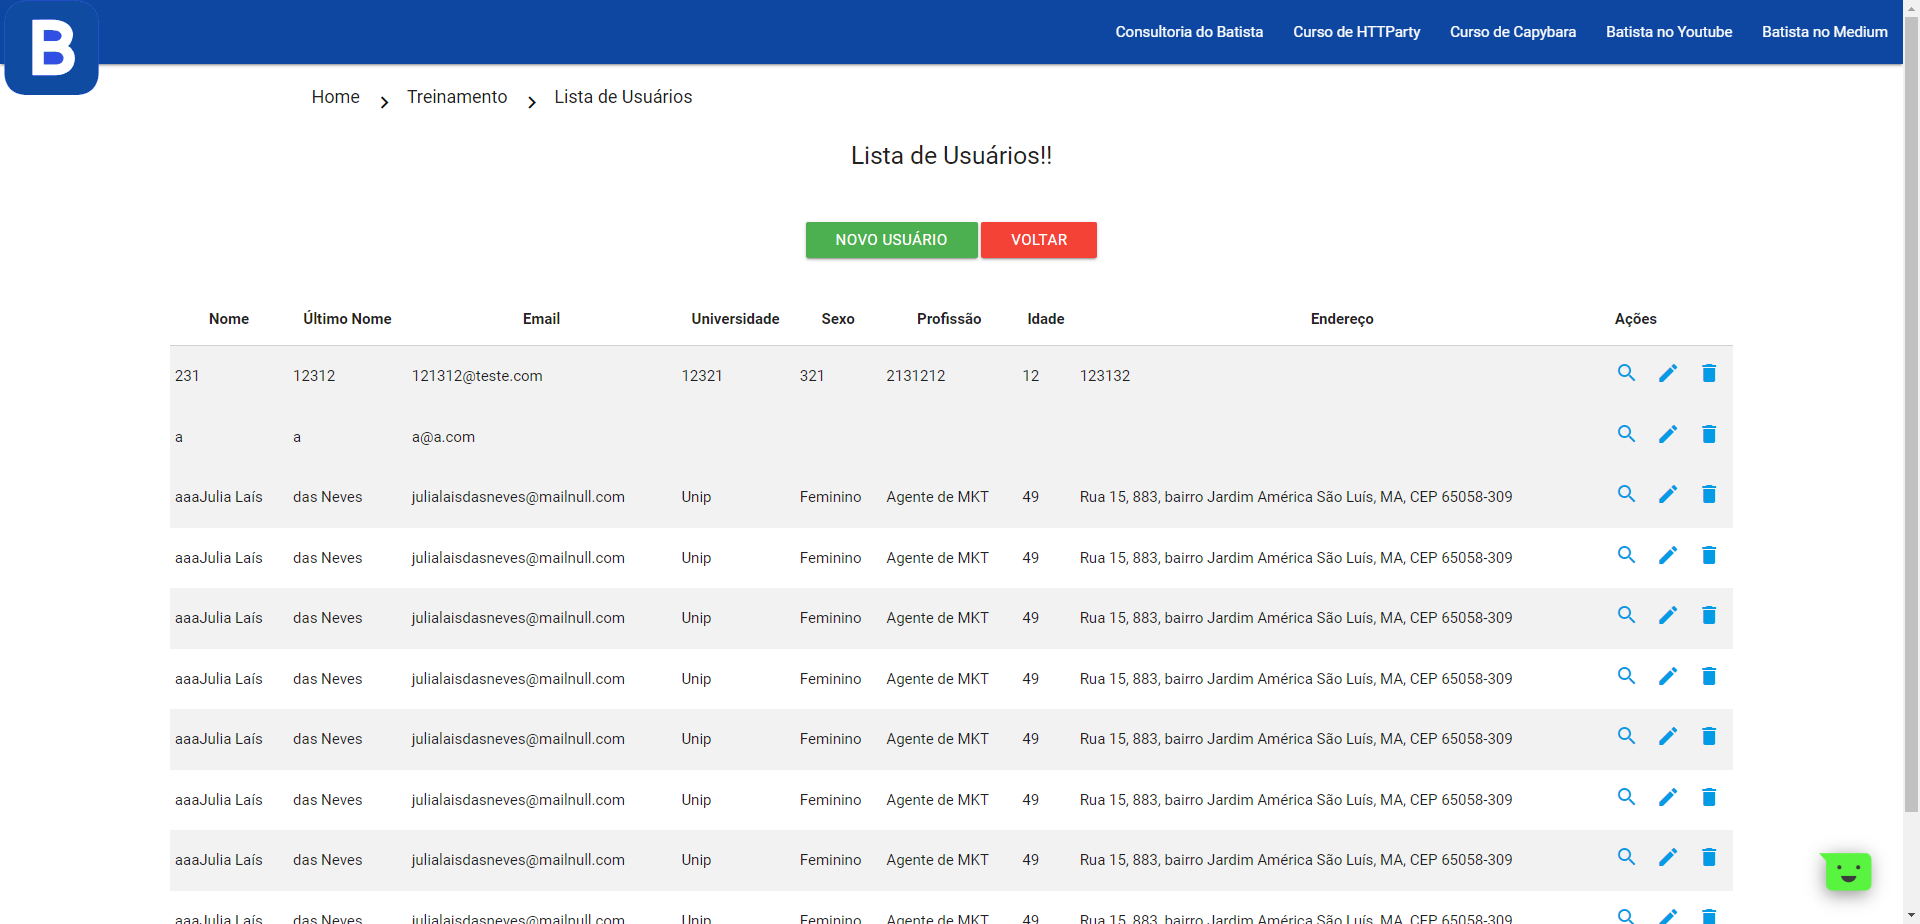 B
Consultoria do Batista Curso de HTTParty Curso de Capybara Batista no Youtube Batista no Medium
Home Treinamento Lista de Usuários
Lista de Usuários!!
NOVO USUÁRIO VOLTAR
Nome Último Nome Email Universidade Sexo Profissão Idade Endereço Ações
231 12312 121312@teste.com 12321 321 2131212 12 123132
a a a@a.com
aaaJulia Laís das Neves julialaisdasneves@mailnull.com Unip Feminino Agente de MKT 49 Rua 15, 883, bairro Jardim América São Luís, MA, CEP 65058-309
aaaJulia Laís das Neves julialaisdasneves@mailnull.com Unip Feminino Agente de MKT 49 Rua 15, 883, bairro Jardim América São Luís, MA, CEP 65058-309
aaaJulia Laís das Neves julialaisdasneves@mailnull.com Unip Feminino Agente de MKT 49 Rua 15, 883, bairro Jardim América São Luís, MA, CEP 65058-309
aaaJulia Laís das Neves julialaisdasneves@mailnull.com Unip Feminino Agente de MKT 49 Rua 15, 883, bairro Jardim América São Luís, MA, CEP 65058-309
aaaJulia Laís das Neves julialaisdasneves@mailnull.com Unip Feminino Agente de MKT 49 Rua 15, 883, bairro Jardim América São Luís, MA, CEP 65058-309
aaaJulia Laís das Neves julialaisdasneves@mailnull.com Unip Feminino Agente de MKT 49 Rua 15, 883, bairro Jardim América São Luís, MA, CEP 65058-309
aaaJulia Laís das Neves julialaisdasneves@mailnull.com Unip Feminino Agente de MKT 49 Rua 15, 883, bairro Jardim América São Luís, MA, CEP 65058-309
aaaJulia Laís das Neves julialaisdasneves@mailnull.com Unip Feminino Agente de MKT 49 Rua 15, 883, bairro Jardim América São Luís, MA, CEP 65058-309